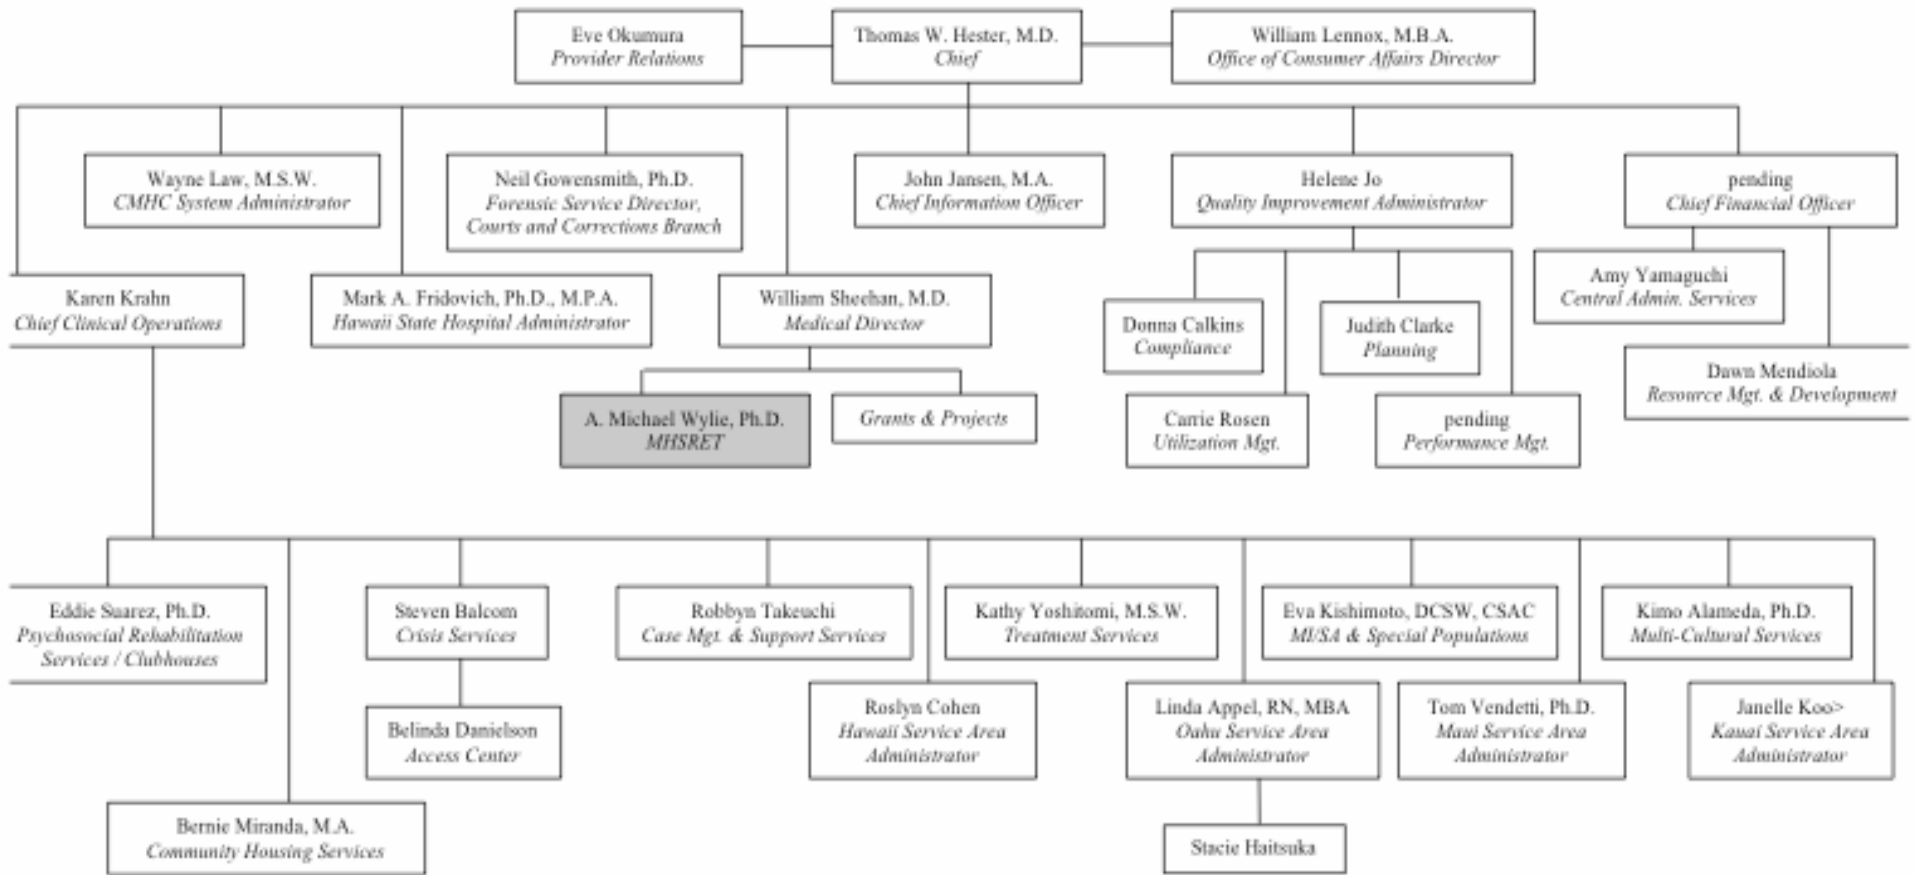 Eve Okumura
Provider Relations
Thomas W. Hester, M.D.
Chief
William Lennox, M.B.A.
Office of Consumer Affairs Director
Wayne Law, M.S.W.
CMHC System Administrator
Neil Gowensmith, Ph.D.
Forensic Service Director,
Courts and Corrections Branch
John Jansen, M.A.
Chief Information Officer
Helene Jo
Quality Improvement Administrator
pending
Chief Financial Officer
Karen Krahn
Chief Clinical Operations
Mark A. Fridovich, Ph.D., M.P.A.
Hawaii State Hospital Administrator
William Sheehan, M.D.
Medical Director
Donna Calkins
Compliance
Judith Clarke
Planning
Amy Yamaguchi
Central Admin. Services
Dawn Mendiola
Resource Mgt. & Development
A. Michael Wylie, Ph.D.
MHSRET
Grants & Projects
Carrie Rosen
Utilization Mgt.
pending
Performance Mgt.
Eddie Suarez, Ph.D.
Psychosocial Rehabilitation
Services / Clubhouses
Steven Balcom
Crisis Services
Robbyn Takeuchi
Case Mgt. & Support Services
Kathy Yoshitomi, M.S.W.
Treatment Services
Eva Kishimoto, DCSW, CSAC
MI/SA & Special Populations
Kimo Alameda, Ph.D.
Multi-Cultural Services
Belinda Danielson
Access Center
Roslyn Cohen
Hawaii Service Area
Administrator
Linda Appel, RN, MBA
Oahu Service Area
Administrator
Tom Vendetti, Ph.D.
Maui Service Area
Administrator
Janelle Koo>
Kauai Service Area
Administrator
Bernie Miranda, M.A.
Community Housing Services
Stacie Haitsuka